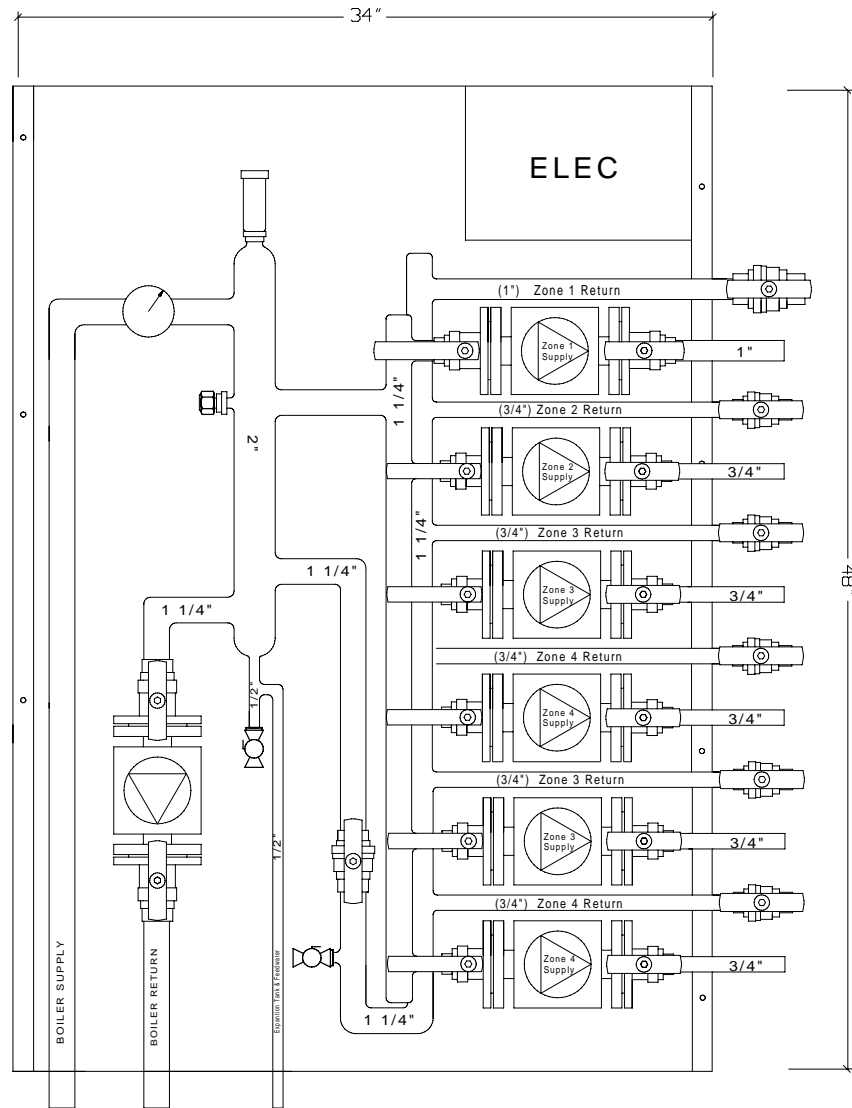 34"
ELEC
(1") Zone 1 Return
Zone 1
Supply
1"
1 1/4"
(3/4") Zone 2 Return
2"
Zone 2
Supply
3/4"
1 1/4"
(3/4") Zone 3 Return
1 1/4"
Zone 3
Supply
3/4"
48"
1 1/4"
(3/4") Zone 4 Return
1/2"
Zone 4
Supply
3/4"
(3/4") Zone 3 Return
1/2"
Zone 3
Supply
3/4"
(3/4") Zone 4 Return
BOILER SUPPLY
BOILER RETURN
Expantion Tank & Feedwater
Zone 4
Supply
3/4"
1 1/4"